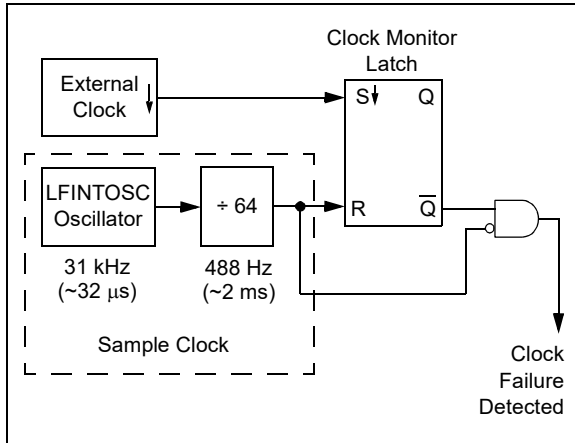 Clock Monitor
Latch
External
Clock
S
Q
LFINTOSC
Oscillator
÷ 64
R
Q̅
31 kHz
(~32 μs)
488 Hz
(~2 ms)
Sample Clock
Clock
Failure
Detected